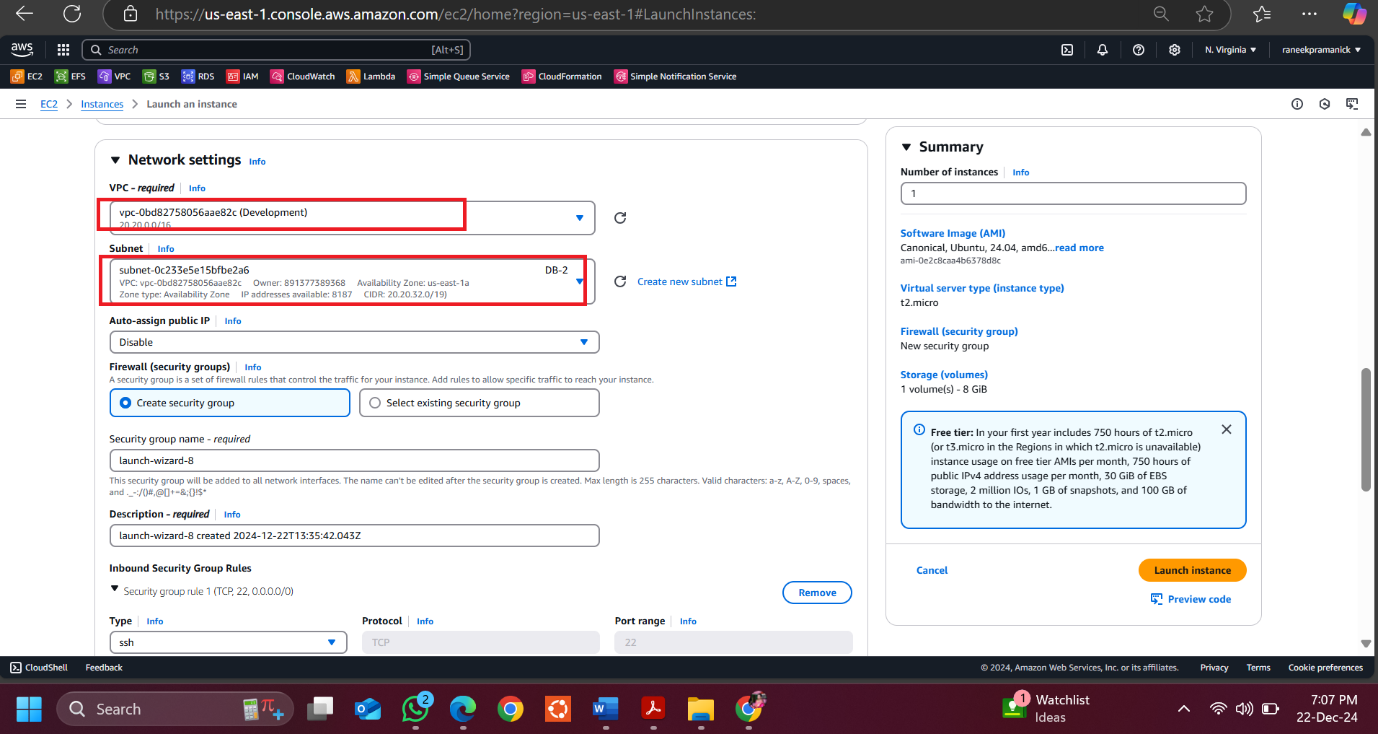 https://us-east-1.console.aws.amazon.com/ec2/home?region=us-east-1#LaunchInstances:
aws Search [Alt+S] N. Virginia raneekpramanick
EC2 EFS VPC S3 RDS IAM CloudWatch Lambda Simple Queue Service CloudFormation Simple Notification Service
EC2 > Instances > Launch an instance
Network settings Info
VPC - required Info
vpc-0bd82758056aae82c (Development)
20.20.0.0/16
Subnet Info
subnet-0c233e5e15bfbe2a6 DB-2
VPC: vpc-0bd82758056aae82c Owner: 891377389368 Availability Zone: us-east-1a
Zone type: Availability Zone IP addresses available: 8187 CIDR: 20.20.32.0/19)
Create new subnet
Auto-assign public IP Info
Disable
Firewall (security groups) Info
A security group is a set of firewall rules that control the traffic for your instance. Add rules to allow specific traffic to reach your instance.
Create security group
Select existing security group
Security group name - required
launch-wizard-8
This security group will be added to all network interfaces. The name can't be edited after the security group is created. Max length is 255 characters. Valid characters: a-z, A-Z, 0-9, spaces,
and ._-:/()#,@[]+=&;{}!$*
Description - required Info
launch-wizard-8 created 2024-12-22T13:35:42.043Z
Inbound Security Group Rules
Security group rule 1 (TCP, 22, 0.0.0.0/0)
Remove
Type Info Protocol Info Port range Info
ssh TCP 22
Summary
Number of instances Info
1
Software Image (AMI)
Canonical, Ubuntu, 24.04, amd6...read more
ami-0e2c8caa4b6378d8c
Virtual server type (instance type)
t2.micro
Firewall (security group)
New security group
Storage (volumes)
1 volume(s) - 8 GiB
Free tier: In your first year includes 750 hours of t2.micro
(or t3.micro in the Regions in which t2.micro is unavailable)
instance usage on free tier AMIs per month, 750 hours of
public IPv4 address usage per month, 30 GiB of EBS
storage, 2 million IOs, 1 GB of snapshots, and 100 GB of
bandwidth to the internet.
Cancel Launch instance
Preview code
CloudShell Feedback © 2024, Amazon Web Services, Inc. or its affiliates. Privacy Terms Cookie preferences
Search
2
1
Watchlist
Ideas
7:07 PM
22-Dec-24